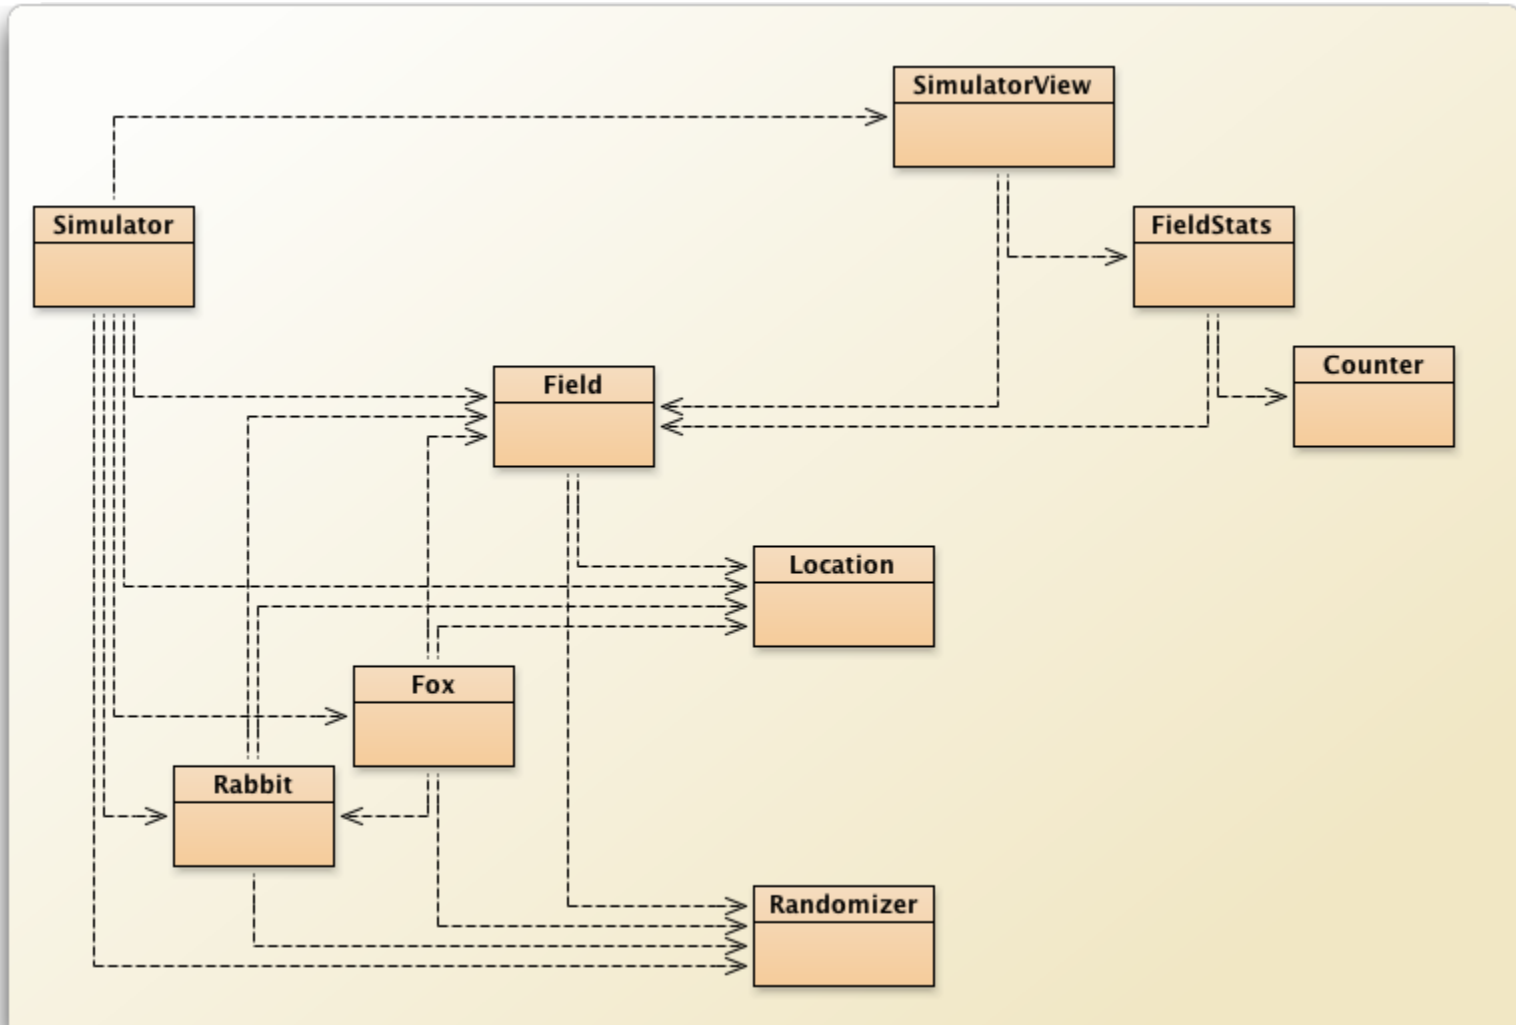 SimulatorView
Simulator
FieldStats
Counter
Field
Location
Fox
Rabbit
Randomizer